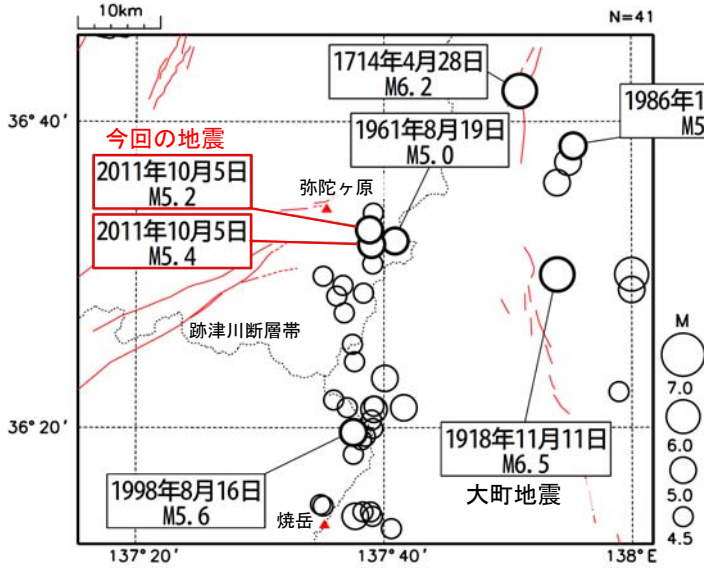 10km
N=41
1714年4月28日
M6.2
1986年1
M5
36°40'
今回の地震
1961年8月19日
M5.0
2011年10月5日
M5.2
弥陀ヶ原
2011年10月5日
M5.4
跡津川断層帯
M
7.0
6.0
5.0
4.5
36°20'
1918年11月11日
M6.5
大町地震
1998年8月16日
M5.6
焼岳
137°20'
137°40'
138°E